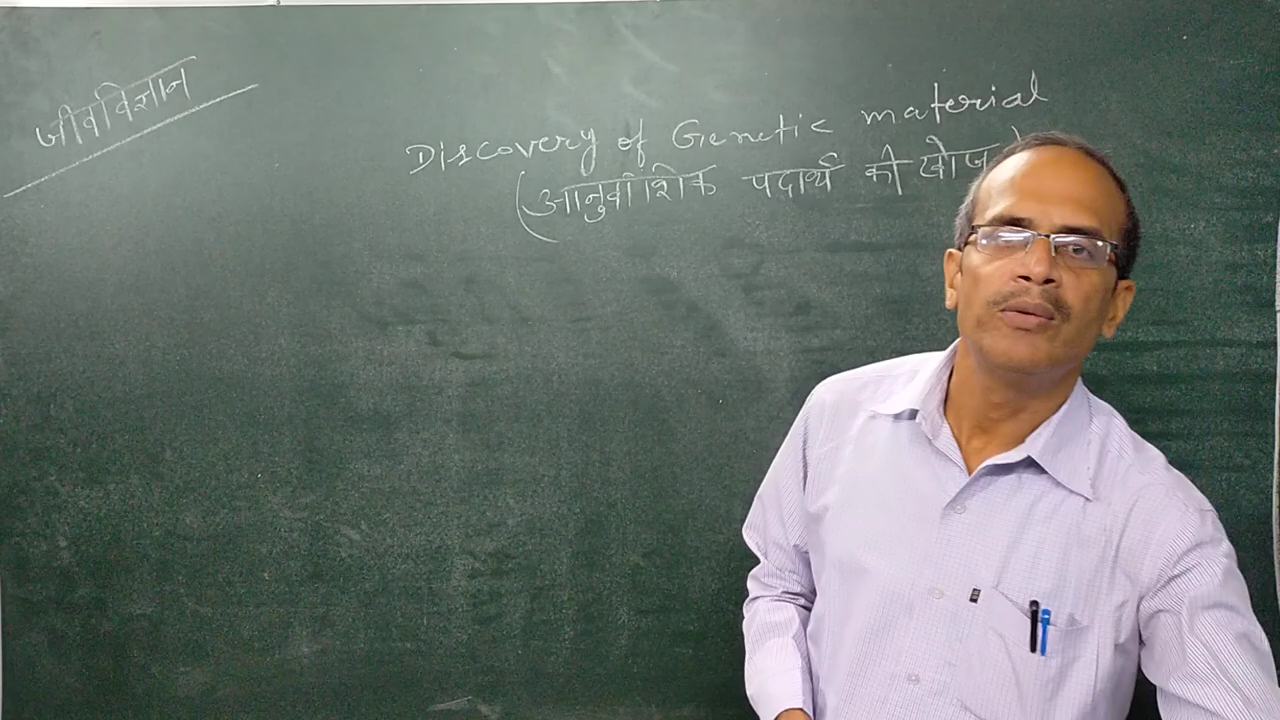 जीवविज्ञान
Discovery of Genetic material
(आनुवांशिक पदार्थ की खोज)